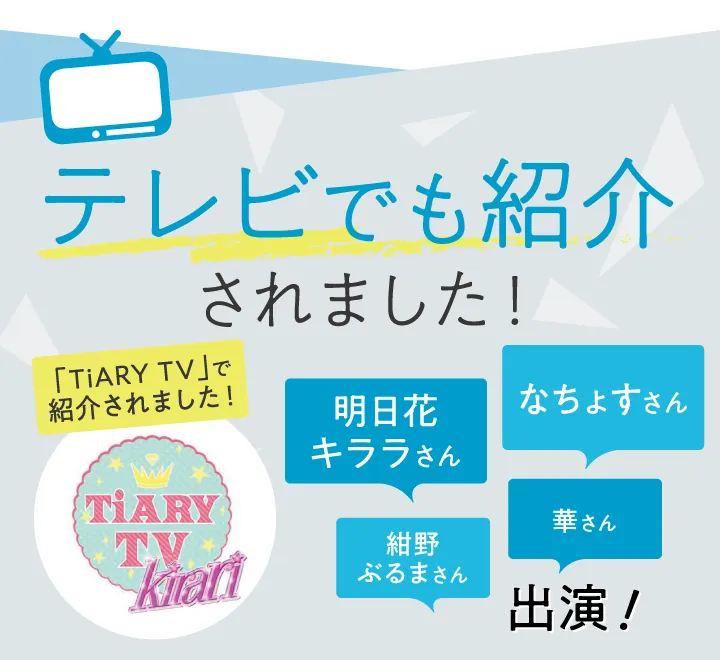 テレビでも紹介
されました！
「TiARY TV」で
紹介されました！
TiARY
TV
kirari
明日花
キララさん
なちょすさん
紺野
ぶるまさん
華さん
出演！